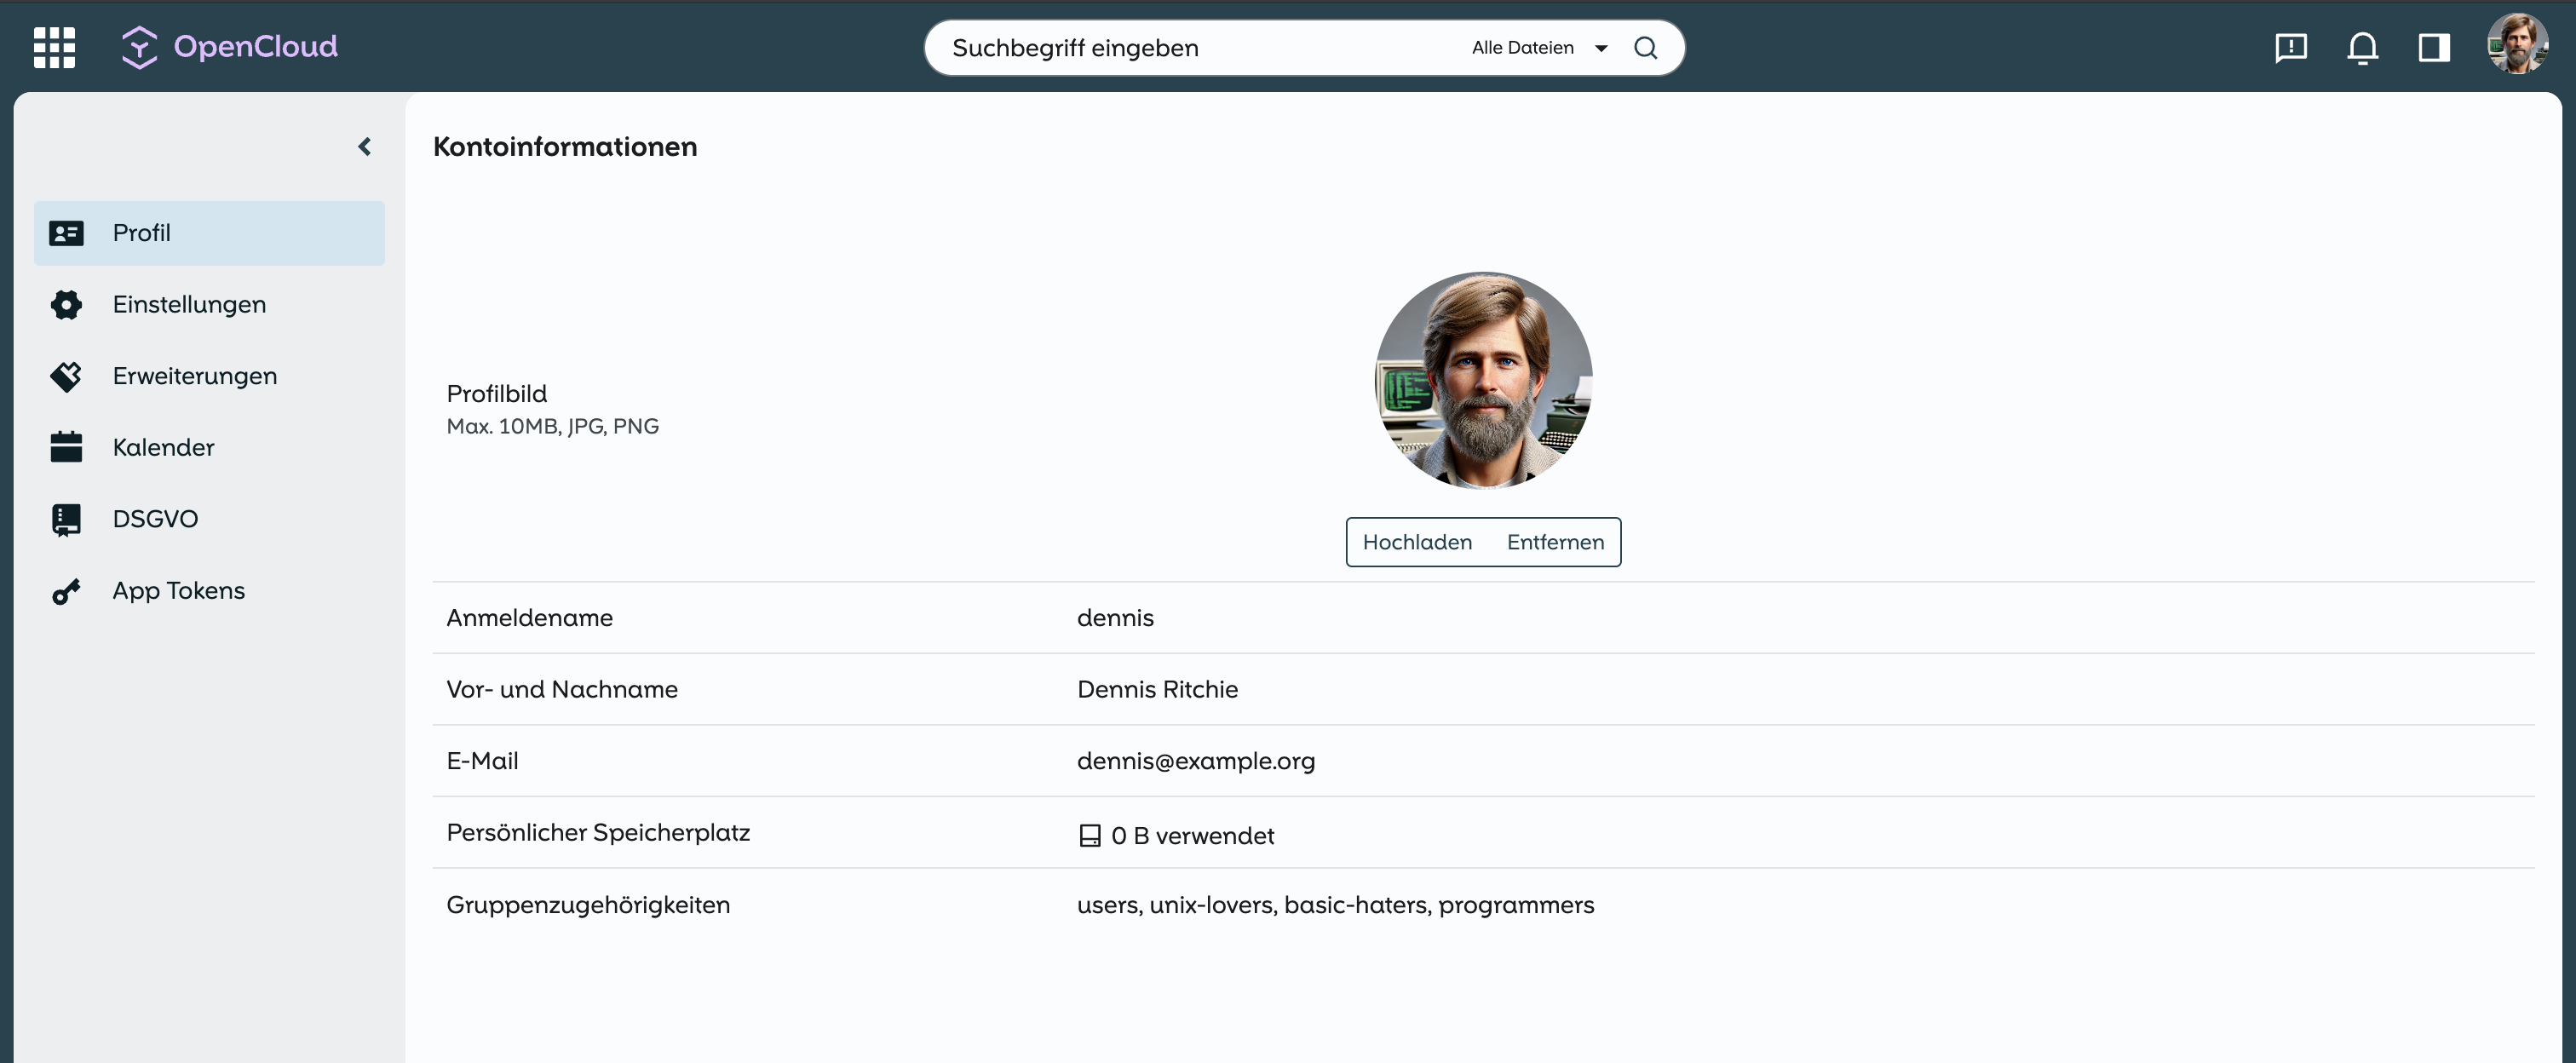 OpenCloud
Suchbegriff eingeben
Alle Dateien
Profil
Einstellungen
Erweiterungen
Kalender
DSGVO
App Tokens
Kontoinformationen
Profilbild
Max. 10MB, JPG, PNG
Hochladen Entfernen
Anmeldename dennis
Vor- und Nachname Dennis Ritchie
E-Mail dennis@example.org
Persönlicher Speicherplatz 0 B verwendet
Gruppenzugehörigkeiten users, unix-lovers, basic-haters, programmers